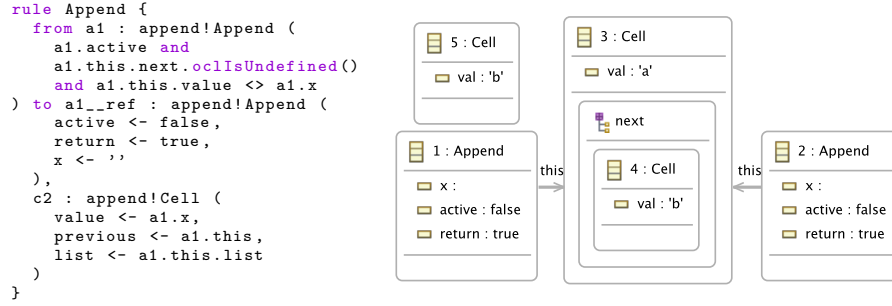 rule Append {
from a1 : append!Append (
a1.active and
a1.this.next.oclIsUndefined()
and a1.this.value <> a1.x
) to a1__ref : append!Append (
active <- false,
return <- true,
x <- ’’
),
c2 : append!Cell (
value <- a1.x,
previous <- a1.this,
list <- a1.this.list
)
}
5 : Cell
val : 'b'
3 : Cell
val : 'a'
next
4 : Cell
val : 'b'
1 : Append
x :
active : false
return : true
this
this
2 : Append
x :
active : false
return : true